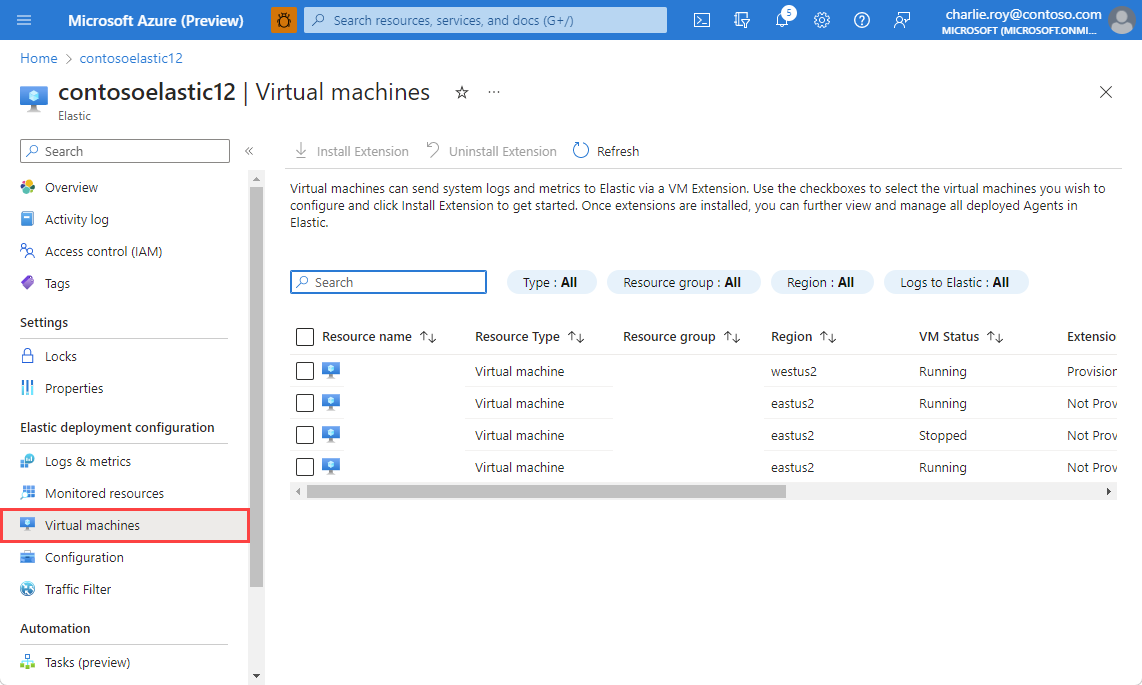 Microsoft Azure (Preview)
Search resources, services, and docs (G+/)
5
charlie.roy@contoso.com
MICROSOFT (MICROSOFT.ONMI...
Home > contosoelastic12
contosoelastic12 | Virtual machines
Elastic
Search
Install Extension
Uninstall Extension
Refresh
Overview
Activity log
Access control (IAM)
Tags
Settings
Locks
Properties
Elastic deployment configuration
Logs & metrics
Monitored resources
Virtual machines
Configuration
Traffic Filter
Automation
Tasks (preview)
Virtual machines can send system logs and metrics to Elastic via a VM Extension. Use the checkboxes to select the virtual machines you wish to
configure and click Install Extension to get started. Once extensions are installed, you can further view and manage all deployed Agents in
Elastic.
Search
Type : All
Resource group : All
Region : All
Logs to Elastic : All
Resource name Resource Type Resource group Region VM Status Extensio
Virtual machine westus2 Running Provision
Virtual machine eastus2 Running Not Prov
Virtual machine eastus2 Stopped Not Prov
Virtual machine eastus2 Running Not Prov